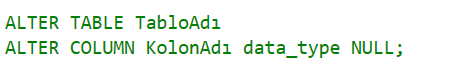 ALTER TABLE TabloAdı
ALTER COLUMN KolonAdı data_type NULL;